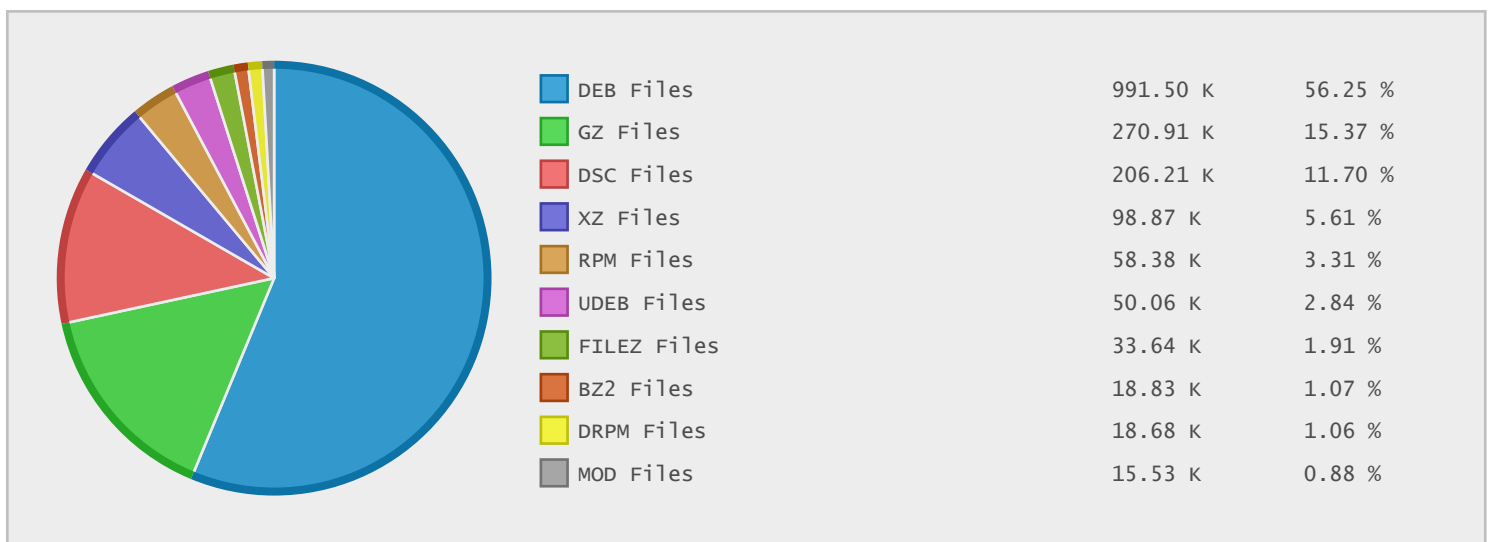 DEB Files 991.50 K 56.25 %
GZ Files 270.91 K 15.37 %
DSC Files 206.21 K 11.70 %
XZ Files 98.87 K 5.61 %
RPM Files 58.38 K 3.31 %
UDEB Files 50.06 K 2.84 %
FILEZ Files 33.64 K 1.91 %
BZ2 Files 18.83 K 1.07 %
DRPM Files 18.68 K 1.06 %
MOD Files 15.53 K 0.88 %